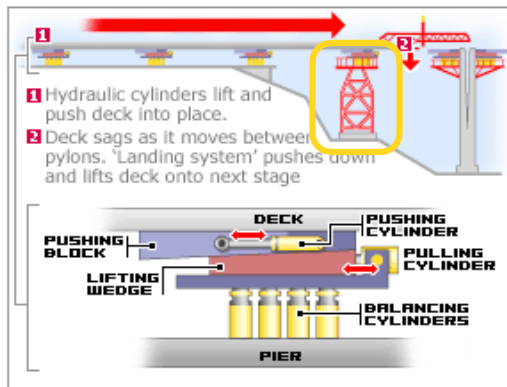 1
2
1 Hydraulic cylinders lift and
push deck into place.
2 Deck sags as it moves between
pylons. 'Landing system' pushes down
and lifts deck onto next stage
DECK
PUSHING
CYLINDER
PUSHING
BLOCK
PULLING
CYLINDER
LIFTING
WEDGE
BALANCING
CYLINDERS
PIER